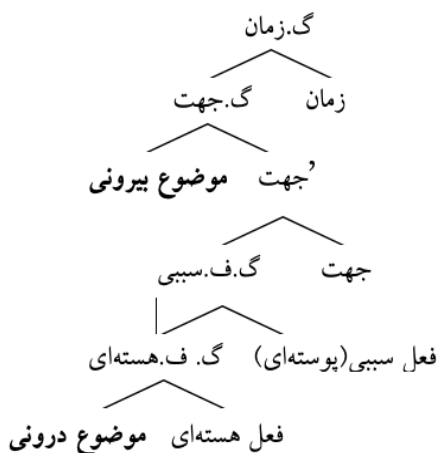 گ.زمان
زمان گ.جهت
جهت’ موضوع بیرونی
جهت گ.ف.سببی
فعل سببی(پوسته‌ای) گ. ف.هسته‌ای
فعل هسته‌ای موضوع درونی